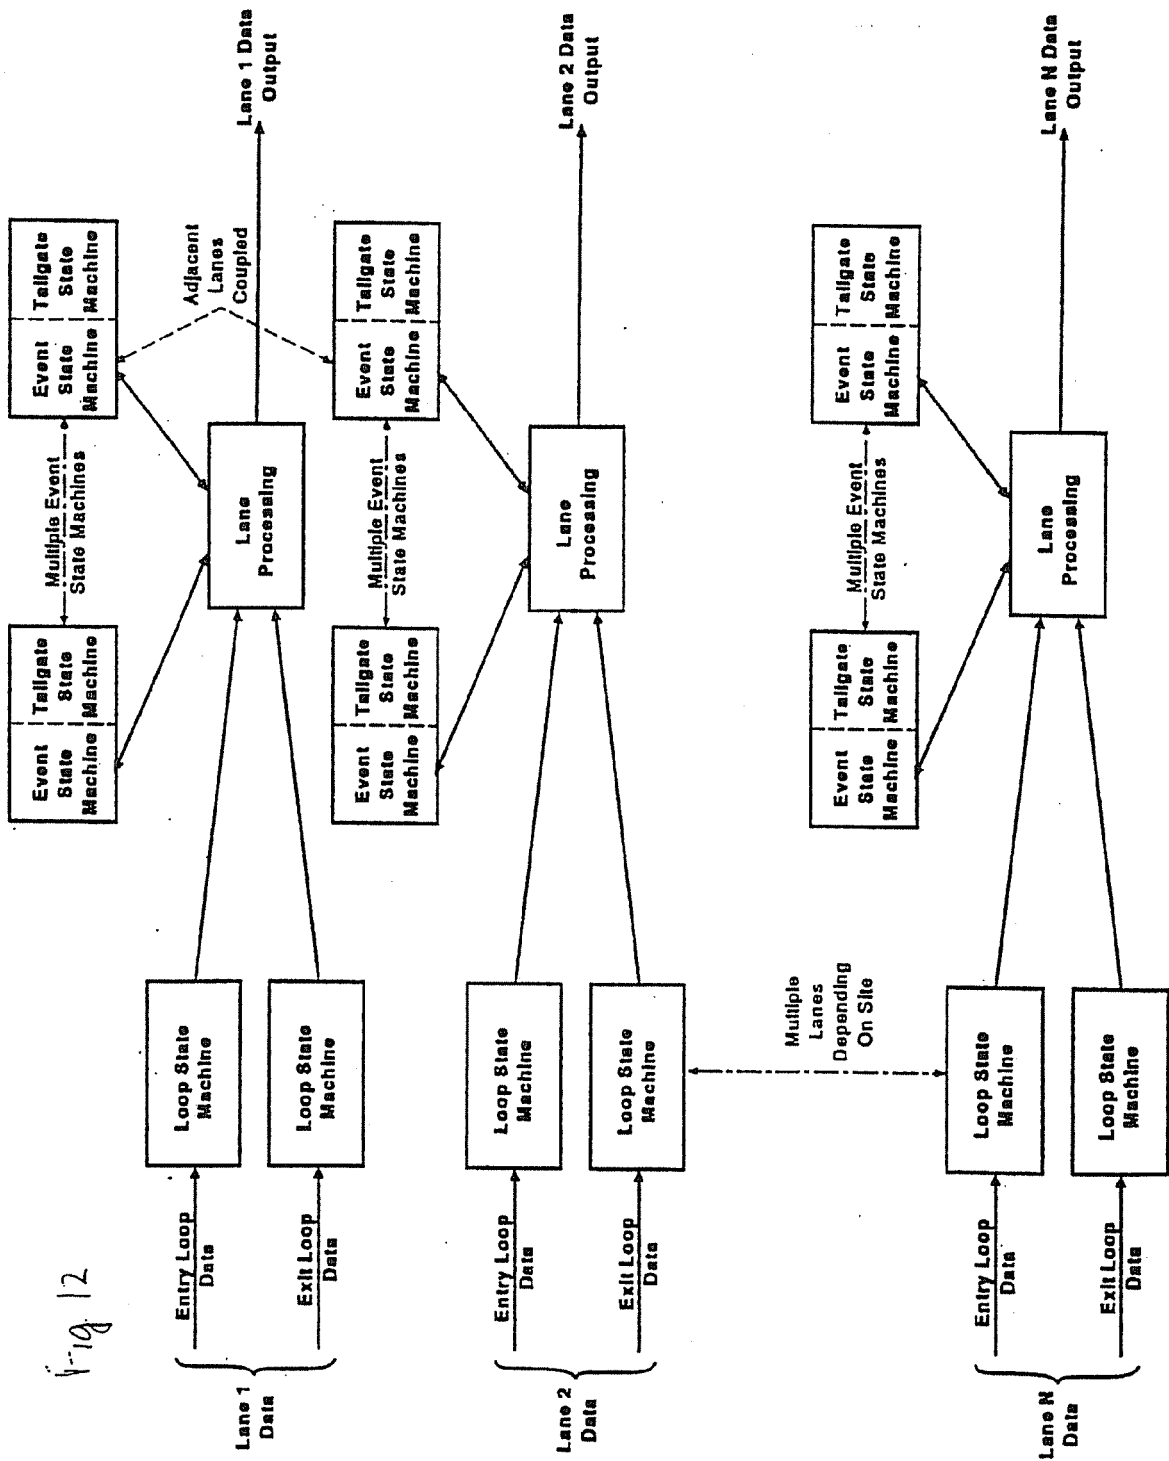 Fig. 12
Lane 1
Data
Entry Loop
Data
Exit Loop
Data
Loop State
Machine
Loop State
Machine
Event
State
Machine
Tailgate
State
Machine
Multiple Event
State Machines
Event
State
Machine
Tailgate
State
Machine
Lane
Processing
Adjacent
Lanes
Coupled
Lane 1 Data
Output
Lane 2
Data
Entry Loop
Data
Exit Loop
Data
Loop State
Machine
Loop State
Machine
Event
State
Machine
Tailgate
State
Machine
Multiple Event
State Machines
Event
State
Machine
Tailgate
State
Machine
Lane
Processing
Lane 2 Data
Output
Multiple
Lanes
Depending
On Site
Lane N
Data
Entry Loop
Data
Exit Loop
Data
Loop State
Machine
Loop State
Machine
Event
State
Machine
Tailgate
State
Machine
Multiple Event
State Machines
Event
State
Machine
Tailgate
State
Machine
Lane
Processing
Lane N Data
Output